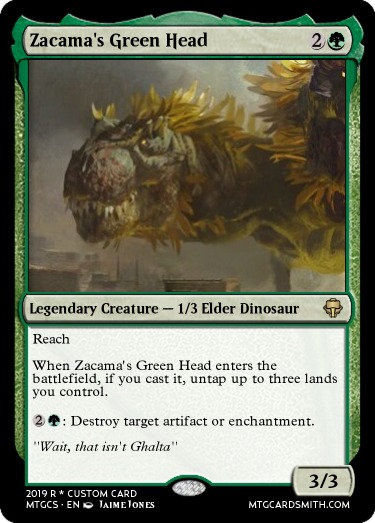 Zacama's Green Head 2
Legendary Creature — 1/3 Elder Dinosaur
Reach
When Zacama's Green Head enters the
battlefield, if you cast it, untap up to three lands
you control.
2 : Destroy target artifact or enchantment.
"Wait, that isn't Ghalta"
3/3
2019 R * CUSTOM CARD
MTGCS • EN JAIME JONES
MTGCARDSMITH.COM